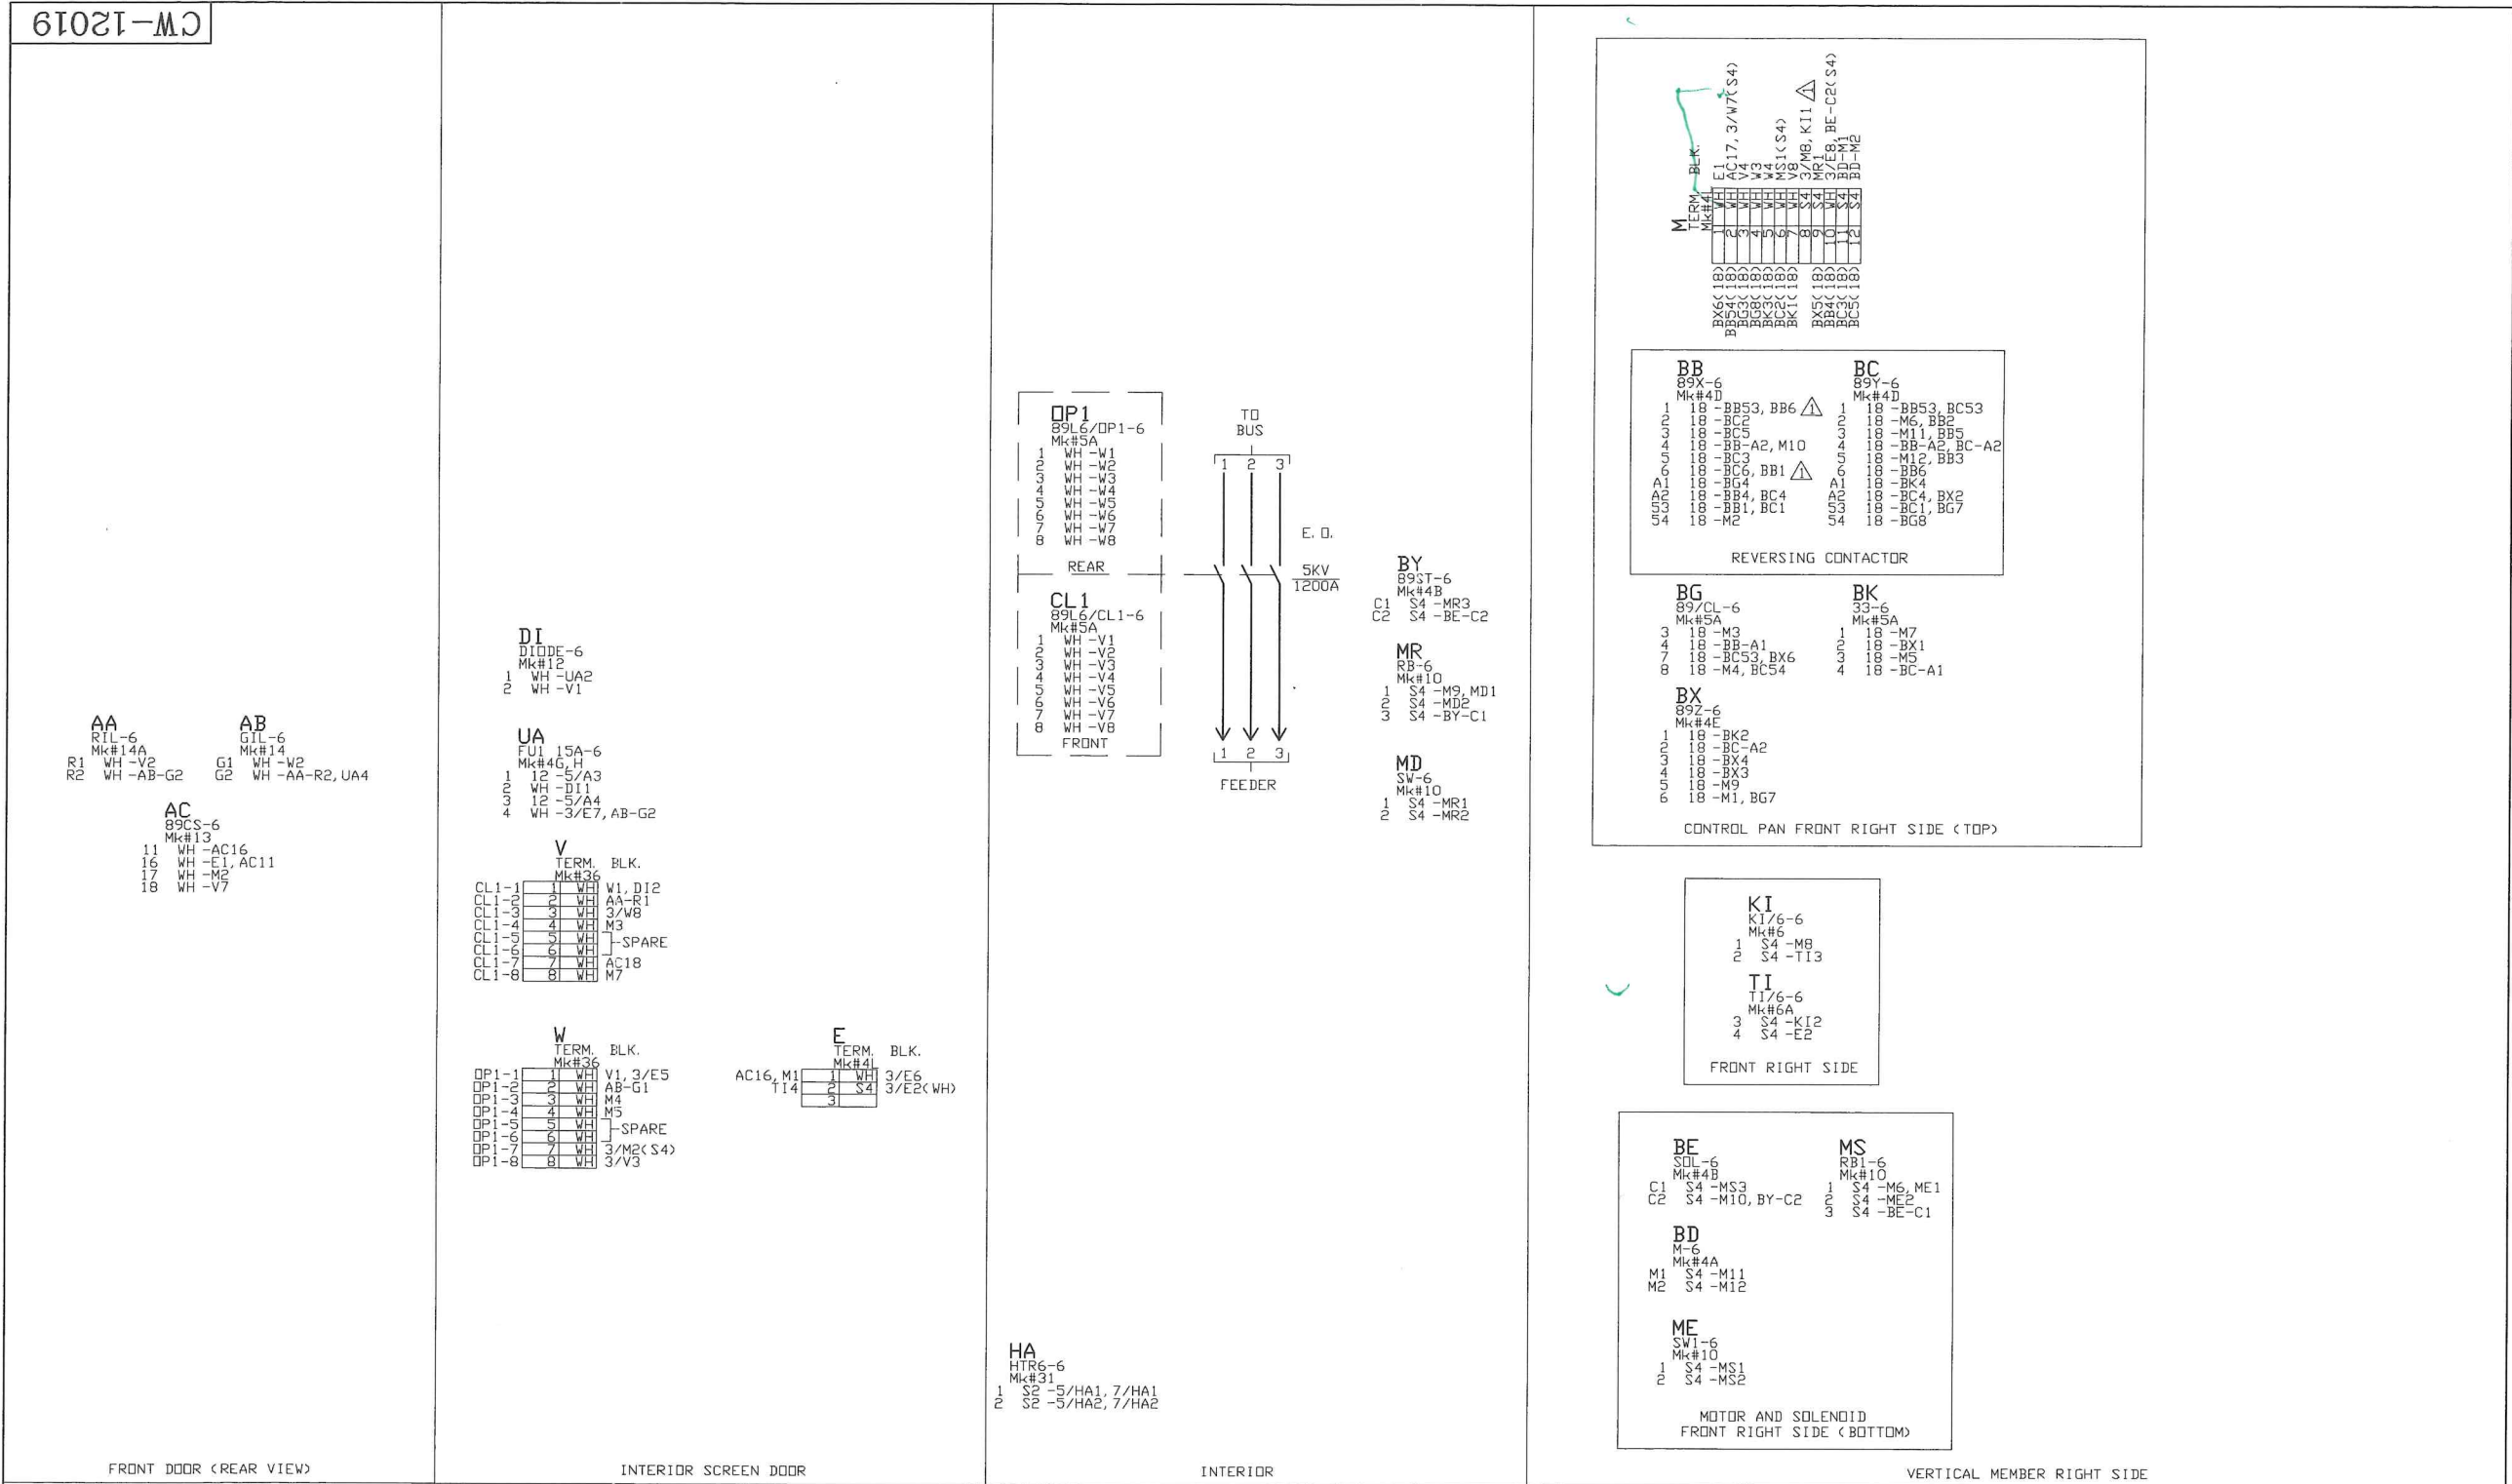 CW-12019
AA
RIL-6
Mk#14A
R1 WH -V2
R2 WH -AB-G2
AB
GIL-6
Mk#14
G1 WH -W2
G2 WH -AA-R2, UA4
AC
89CS-6
Mk#13
11 WH -AC16
16 WH -E1, AC11
17 WH -M2
18 WH -V7
FRONT DOOR (REAR VIEW)
DI
DIODE-6
Mk#12
1 WH -UA2
2 WH -V1
UA
FU1 15A-6
Mk#4G,H
1 12 -5/A3
2 WH -DI1
3 12 -5/A4
4 WH -3/E7, AB-G2
V
TERM. BLK.
Mk#36
CL1-1 1 WH W1, DI2
CL1-2 2 WH AA-R1
CL1-3 3 WH 3/W8
CL1-4 4 WH M3
CL1-5 5 WH
SPARE
CL1-6 6 WH
CL1-7 7 WH AC18
CL1-8 8 WH M7
W
TERM. BLK.
Mk#36
OP1-1 1 WH V1, 3/E5
OP1-2 2 WH AB-G1
OP1-3 3 WH M4
OP1-4 4 WH M5
OP1-5 5 WH
SPARE
OP1-6 6 WH
OP1-7 7 WH 3/M2(S4)
OP1-8 8 WH 3/V3
E
TERM. BLK.
Mk#4L
AC16, M1 1 WH 3/E6
TI4 2 S4 3/E2(WH)
3
INTERIOR SCREEN DOOR
OP1
89L6/OP1-6
Mk#5A
1 WH -W1
2 WH -W2
3 WH -W3
4 WH -W4
5 WH -W5
6 WH -W6
7 WH -W7
8 WH -W8
REAR
CL1
89L6/CL1-6
Mk#5A
1 WH -V1
2 WH -V2
3 WH -V3
4 WH -V4
5 WH -V5
6 WH -V6
7 WH -V7
8 WH -V8
FRONT
TO
BUS
1 2 3
E. O.
5KV
1200A
1 2 3
FEEDER
BY
89ST-6
Mk#4B
C1 S4 -MR3
C2 S4 -BE-C2
MR
RB-6
Mk#10
1 S4 -M9, MD1
2 S4 -MD2
3 S4 -BY-C1
MD
SW-6
Mk#10
1 S4 -MR1
2 S4 -MR2
HA
HTR6-6
Mk#31
1 S2 -5/HA1, 7/HA1
2 S2 -5/HA2, 7/HA2
INTERIOR
M
TERM. BLK.
Mk#4
BX6(18) 1 WH E1
BB54(18) 2 WH AC17, 3/W7(S4)
BG3(18) 3 WH V4
BG8(18) 4 WH W3
BK3(18) 5 WH W4
BC2(18) 6 WH MS1(S4)
BK1(18) 7 WH V8
8 S4 3/M8, KI1 1
BX5(18) 9 S4 MR1
BB4(18) 10 WH 3/E8, BE-C2(S4)
BC3(18) 11 S4 BD-M1
BC5(18) 12 S4 BD-M2
BB
89X-6
Mk#4D
1 18 -BB53, BB6 1
2 18 -BC2
3 18 -BC5
4 18 -BB-A2, M10
5 18 -BC3
6 18 -BC6, BB1 1
A1 18 -BG4
A2 18 -BB4, BC4
53 18 -BB1, BC1
54 18 -M2
BC
89Y-6
Mk#4D
1 18 -BB53, BC53
2 18 -M6, BB2
3 18 -M11, BB5
4 18 -BB-A2, BC-A2
5 18 -M12, BB3
6 18 -BB6
A1 18 -BK4
A2 18 -BC4, BX2
53 18 -BC1, BG7
54 18 -BG8
REVERSING CONTACTOR
BG
89/CL-6
Mk#5A
3 18 -M3
4 18 -BB-A1
7 18 -BC53, BX6
8 18 -M4, BC54
BK
33-6
Mk#5A
1 18 -M7
2 18 -BX1
3 18 -M5
4 18 -BC-A1
BX
89Z-6
Mk#4E
1 18 -BK2
2 18 -BC-A2
3 18 -BX4
4 18 -BX3
5 18 -M9
6 18 -M1, BG7
CONTROL PAN FRONT RIGHT SIDE (TOP)
KI
KI/6-6
Mk#6
1 S4 -M8
2 S4 -TI3
TI
TI/6-6
Mk#6A
3 S4 -KI2
4 S4 -E2
FRONT RIGHT SIDE
BE
SOL-6
Mk#4B
C1 S4 -MS3
C2 S4 -M10, BY-C2
MS
RB1-6
Mk#10
1 S4 -M6, ME1
2 S4 -ME2
3 S4 -BE-C1
BD
M-6
Mk#4A
M1 S4 -M11
M2 S4 -M12
ME
SW1-6
Mk#10
1 S4 -MS1
2 S4 -MS2
MOTOR AND SOLENOID
FRONT RIGHT SIDE (BOTTOM)
VERTICAL MEMBER RIGHT SIDE